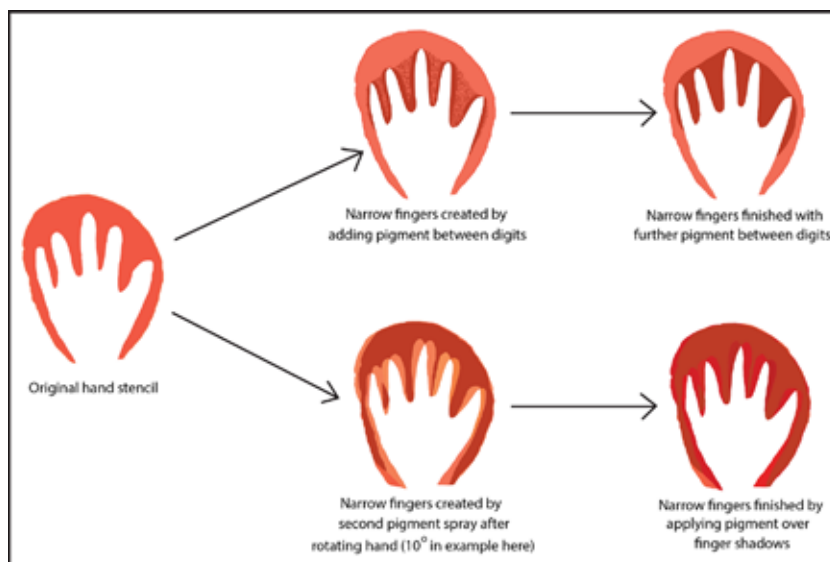 Narrow fingers created by
adding pigment between digits
Narrow fingers finished with
further pigment between digits
Original hand stencil
Narrow fingers created by
second pigment spray after
rotating hand (10° in example here)
Narrow fingers finished by
applying pigment over
finger shadows